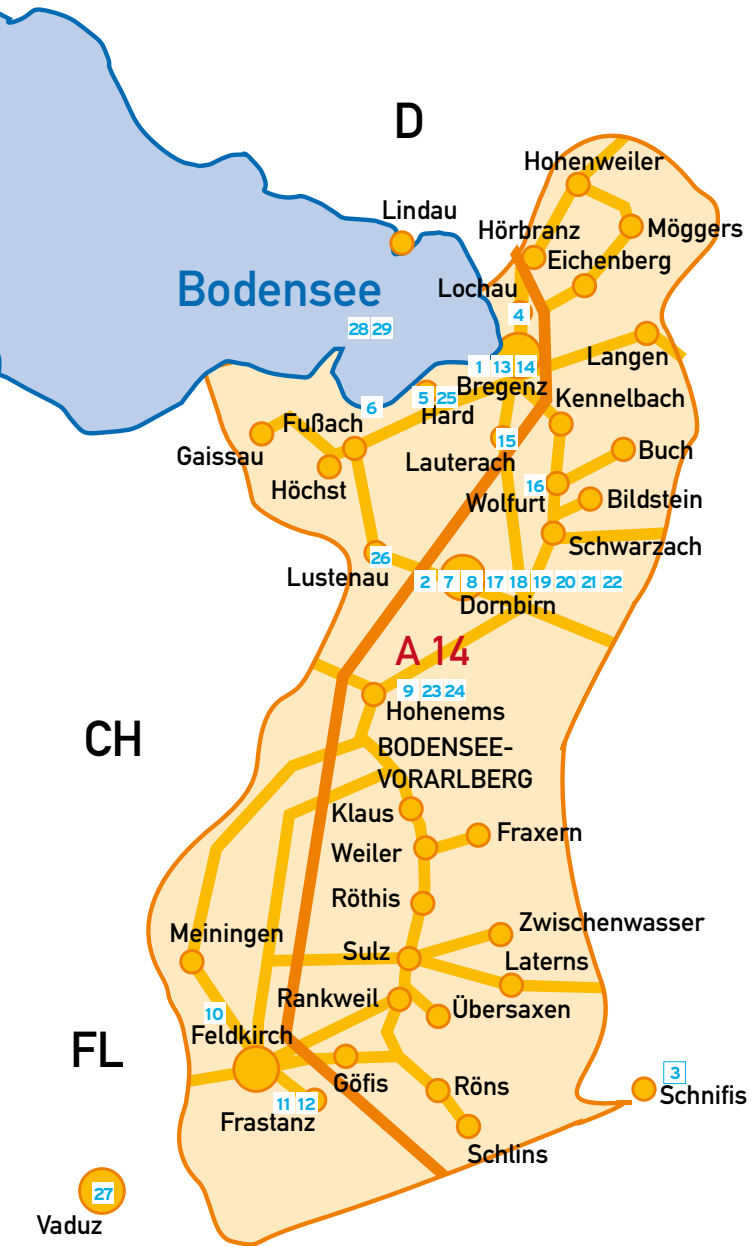 D
Hohenweiler
Lindau
Möggers
Hörbranz
Eichenberg
Bodensee
Lochau
4
28 29
Langen
1 13 14
Bregenz
5 25
Kennelbach
6
Hard
Fußach
15
Gaissau
Lauterach
Buch
Höchst
16
Wolfurt
Bildstein
26
Schwarzach
Lustenau
2 7 8 17 18 19 20 21 22
Dornbirn
A 14
9 23 24
Hohenems
CH
BODENSEE-
VORARLBERG
Klaus
Fraxern
Weiler
Röthis
Zwischenwasser
Meiningen
Sulz
Laterns
Rankweil
Übersaxen
10
Feldkirch
FL
Göfis
Röns
3
Schnifis
11 12
Frastanz
Schlins
27
Vaduz